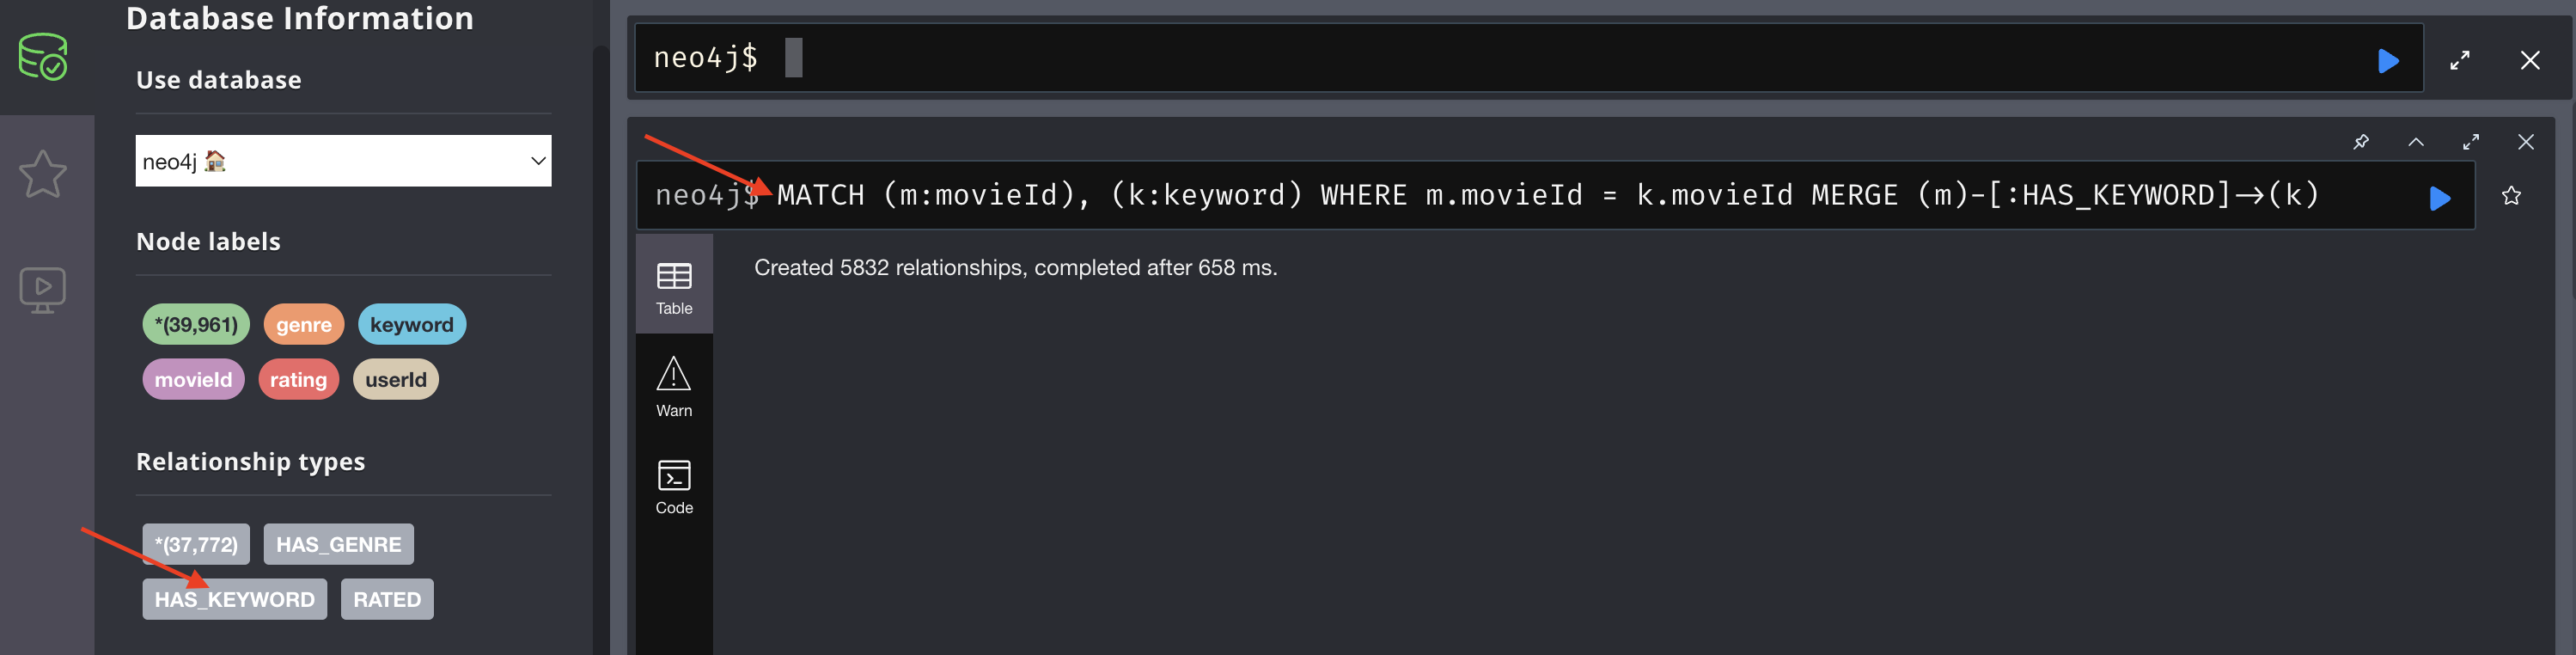 Database Information
Use database
neo4j
Node labels
*(39,961) genre keyword
movieId rating userId
Relationship types
*(37,772) HAS_GENRE
HAS_KEYWORD RATED
neo4j$
neo4j$ MATCH (m:movieId), (k:keyword) WHERE m.movieId = k.movieId MERGE (m)-[:HAS_KEYWORD]->(k)
Table
Warn
Code
Created 5832 relationships, completed after 658 ms.